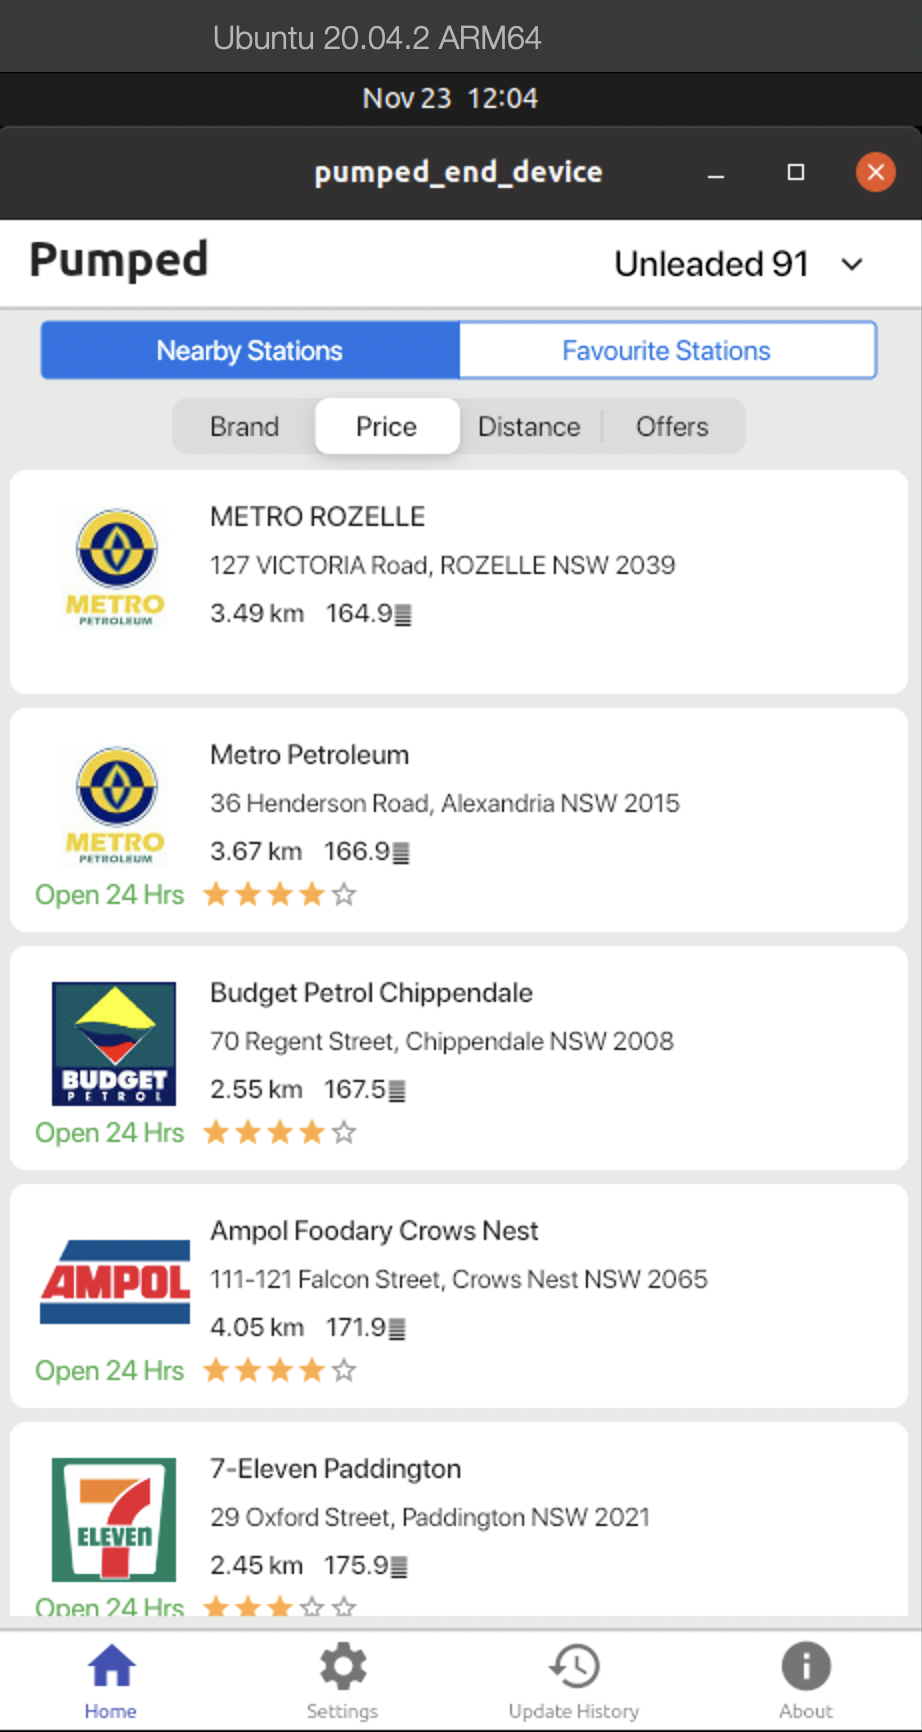 Ubuntu 20.04.2 ARM64
Nov 23 12:04
pumped_end_device
Pumped
Unleaded 91
Nearby Stations
Favourite Stations
Brand
Price
Distance
Offers
METRO ROZELLE
127 VICTORIA Road, ROZELLE NSW 2039
3.49 km 164.9
METRO
PETROLEUM
Metro Petroleum
36 Henderson Road, Alexandria NSW 2015
3.67 km 166.9
METRO
PETROLEUM
Open 24 Hrs
Budget Petrol Chippendale
70 Regent Street, Chippendale NSW 2008
2.55 km 167.5
BUDGET
PETROL
Open 24 Hrs
Ampol Foodary Crows Nest
111-121 Falcon Street, Crows Nest NSW 2065
AMPOL
4.05 km 171.9
Open 24 Hrs
7-Eleven Paddington
29 Oxford Street, Paddington NSW 2021
7
ELEVEn
2.45 km 175.9
Open 24 Hrs
Home
Settings
Update History
About